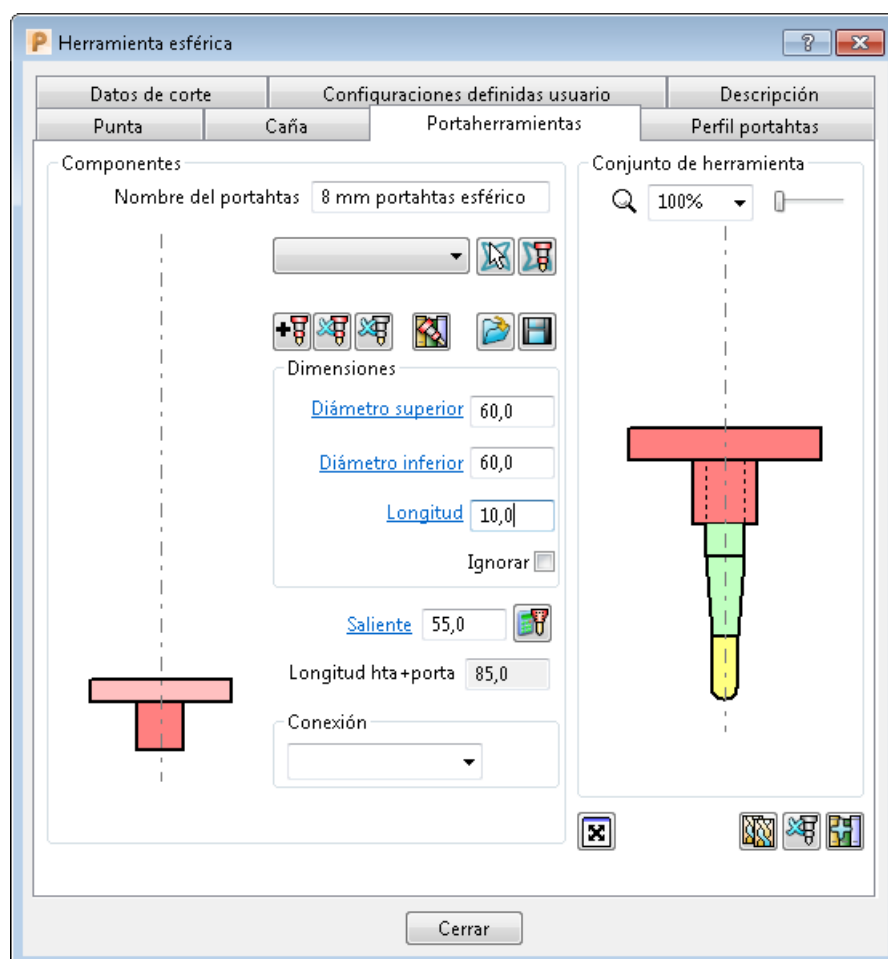 P Herramienta esférica
Datos de corte Configuraciones definidas usuario Descripción
Punta Caña Portaherramientas Perfil portahtas
Componentes Conjunto de herramienta
Nombre del portahtas 8 mm portahtas esférico 100%
Dimensiones
Diámetro superior 60,0
Diámetro inferior 60,0
Longitud 10,0
Ignorar
Saliente 55,0
Longitud hta+porta 85,0
Conexión
Cerrar